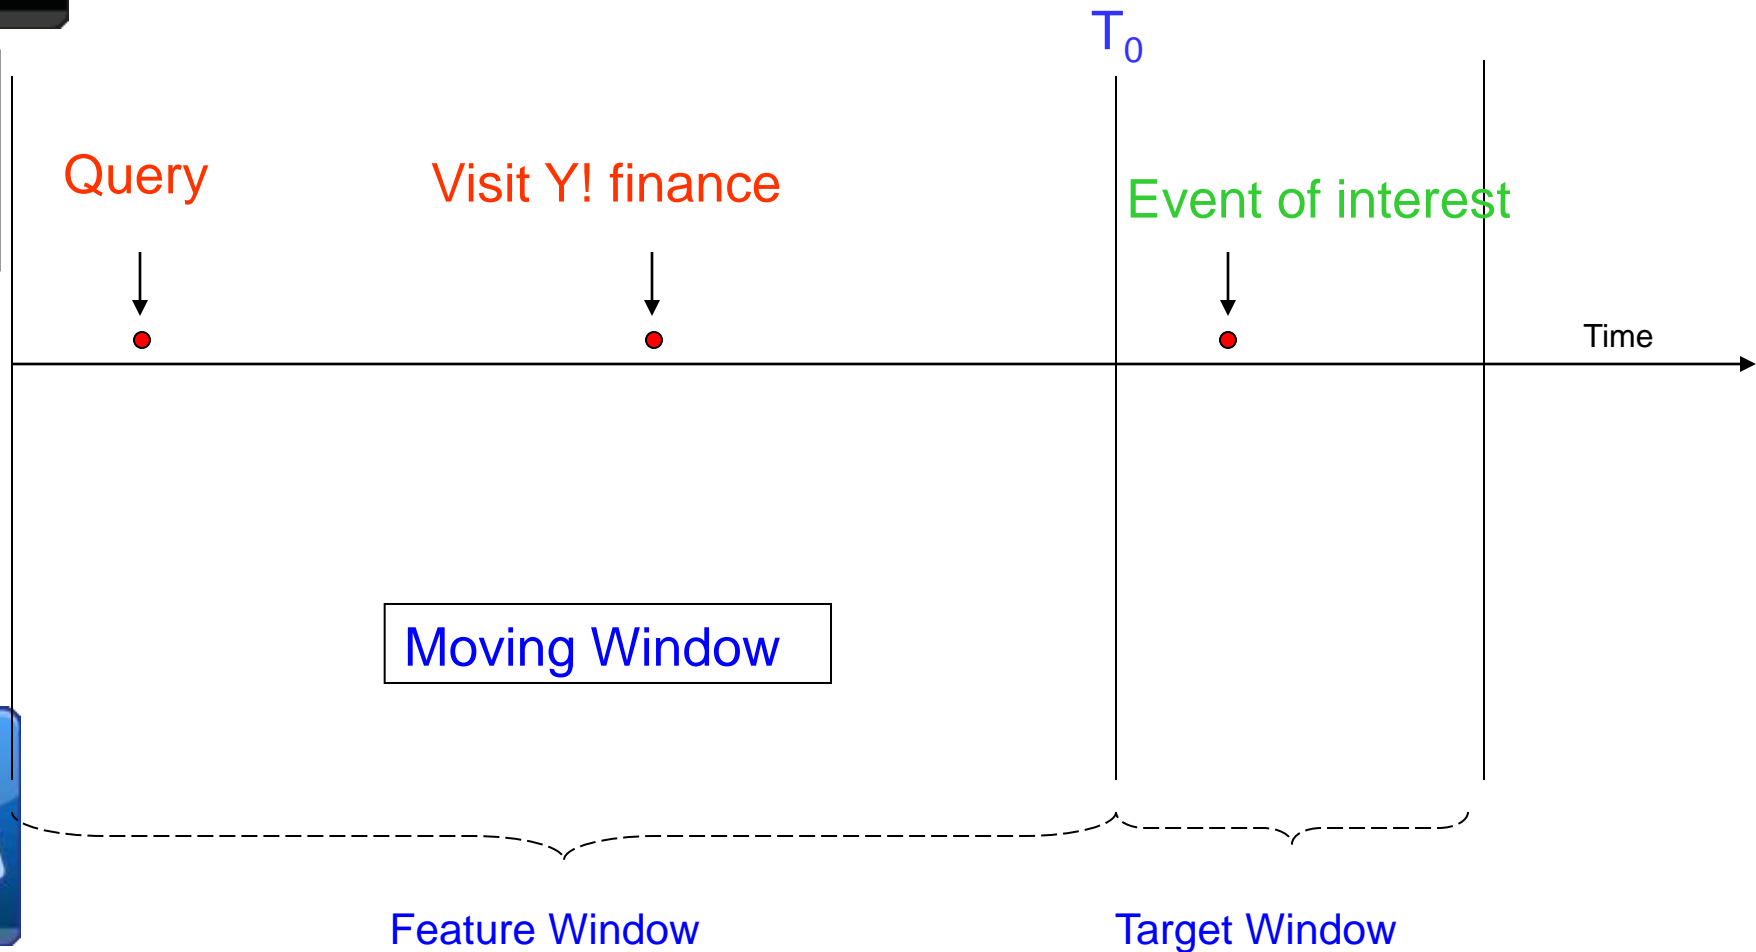 T0
Query
Visit Y! finance
Event of interest
Time
Moving Window
Feature Window
Target Window